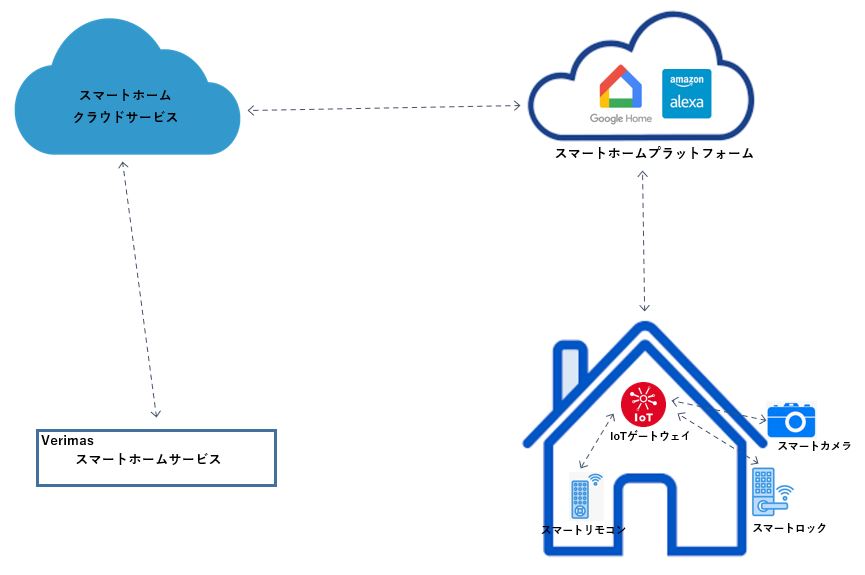 スマートホーム
クラウドサービス
Google Home
amazon
alexa
スマートホームプラットフォーム
IoT
IoTゲートウェイ
スマートカメラ
Verimas
スマートホームサービス
スマートリモコン
スマートロック